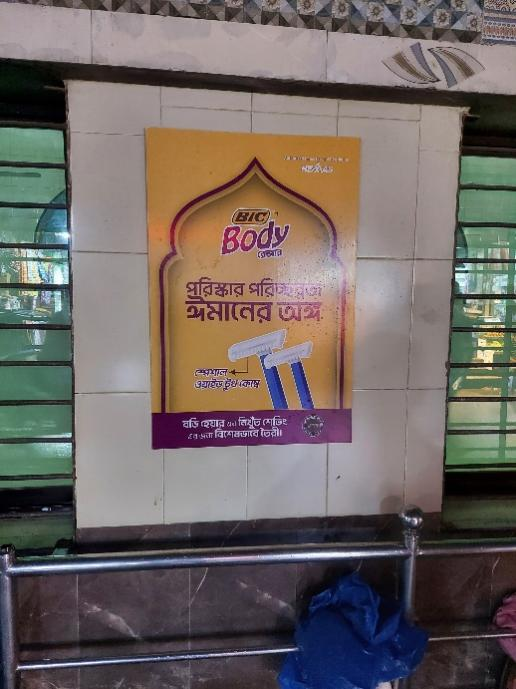 BIC
Body
রেজার
পরিস্কার পরিচ্ছন্নতা
ঈমানের অঙ্গ
স্পেশাল
ওয়াইড টুথ কোম্ব
বডি হেয়ার এর নিখুঁত শেভিং
এর জন্য বিশেষভাবে তৈরী।